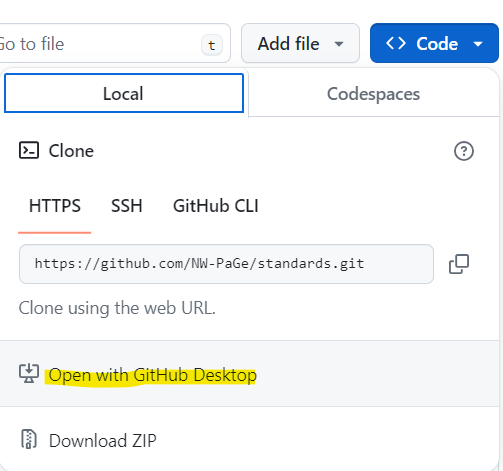 Go to file t Add file Code
Local Codespaces
Clone
HTTPS SSH GitHub CLI
https://github.com/NW-PaGe/standards.git
Clone using the web URL.
Open with GitHub Desktop
Download ZIP